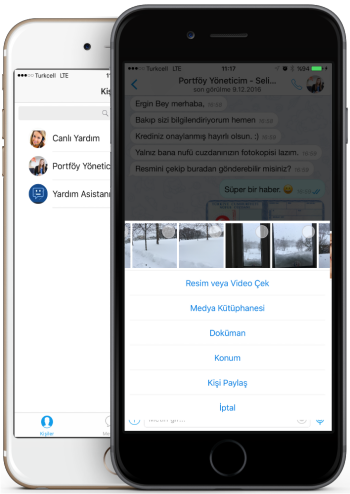 Turkcell LTE
Kişi
Canlı Yardım
Portföy Yönetic
Yardım Asistanı
Kişiler
Turkcell LTE
11:17
%94
Portföy Yöneticim - Seli...
son görülme 9.12.2016
Ergin Bey merhaba,
Bakıp sizi bilgilendiriyorum hemen
Krediniz onaylanmış hayırlı olsun. :)
Yalnız bana nufü cuzdanınızın fotokopisi lazım.
Resmini çekip buradan gönderebilir misiniz?
Süper bir haber.
Resim veya Video Çek
Medya Kütüphanesi
Doküman
Konum
Kişi Paylaş
İptal